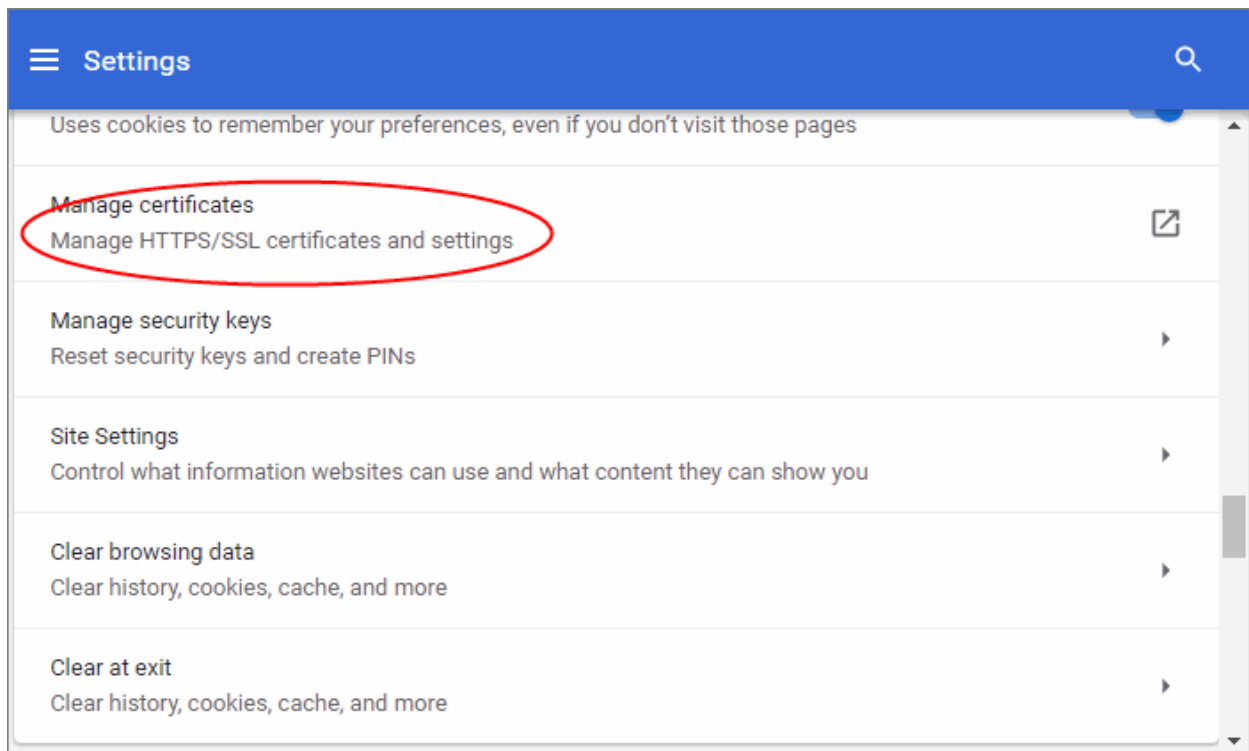 Settings
Uses cookies to remember your preferences, even if you don't visit those pages
Manage certificates
Manage HTTPS/SSL certificates and settings
Manage security keys
Reset security keys and create PINs
Site Settings
Control what information websites can use and what content they can show you
Clear browsing data
Clear history, cookies, cache, and more
Clear at exit
Clear history, cookies, cache, and more